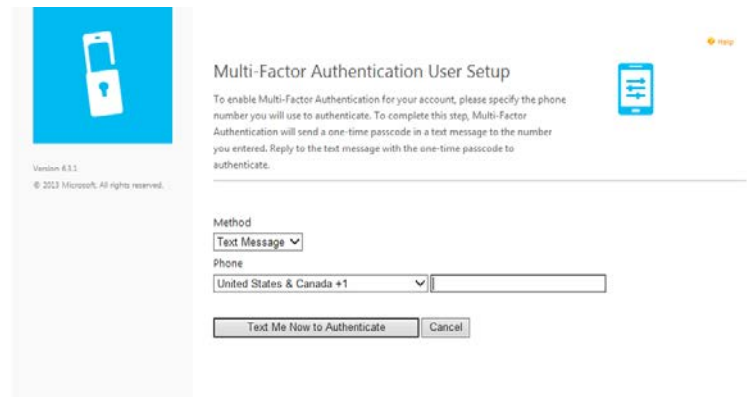 Help
Multi-Factor Authentication User Setup
To enable Multi-Factor Authentication for your account, please specify the phone
number you will use to authenticate. To complete this step, Multi-Factor
Authentication will send a one-time passcode in a text message to the number
you entered. Reply to the text message with the one-time passcode to
authenticate.
Version 6.3.1
© 2013 Microsoft. All rights reserved.
Method
Text Message
Phone
United States & Canada +1
Text Me Now to Authenticate
Cancel